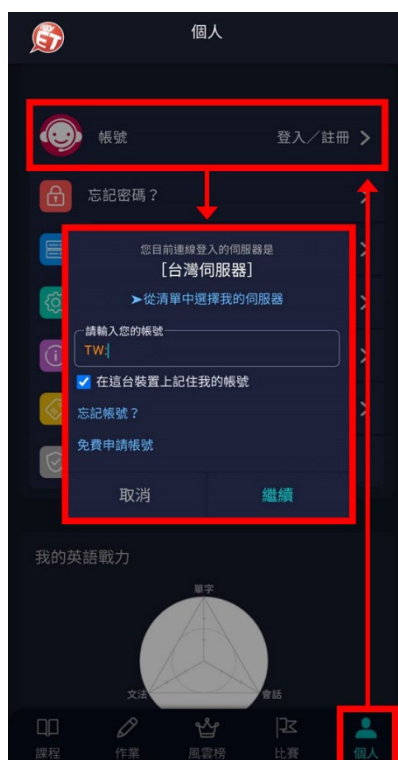 MY
ET
個人
帳號
登入／註冊
忘記密碼？
您目前連線登入的伺服器是
[台灣伺服器]
➤從清單中選擇我的伺服器
請輸入您的帳號
TW:
在這台裝置上記住我的帳號
忘記帳號？
免費申請帳號
取消
繼續
我的英語戰力
單字
文法
會話
課程
作業
風雲榜
比賽
個人